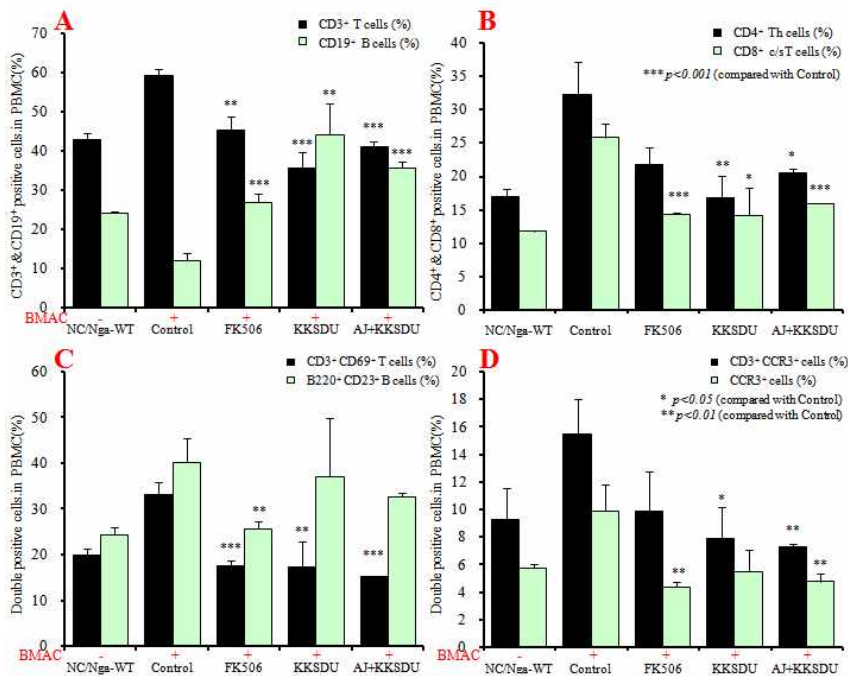 A
CD3⁺ T cells (%)
CD19⁺ B cells (%)
CD3⁺ & CD19⁺ positive cells.in PBMC(%)
70
60
50
40
30
20
10
0
** *** *** ** *** ***
BMAC - + + + +
NC/Nga-WT Control FK506 KKSDU AJ+KKSDU
B
CD4⁺ Th cells (%)
CD8⁺ c/sT cells (%)
*** p<0.001 (compared with Control)
CD4⁺ & CD8⁺ positive cells.in PBMC(%)
40
35
30
25
20
15
10
5
0
*** ** * * ***
NC/Nga-WT Control FK506 KKSDU AJ+KKSDU
C
CD3⁺ CD69⁺ T cells (%)
B220⁺ CD23⁺ B cells (%)
Double positive cells.in PBMC(%)
60
50
40
30
20
10
0
*** ** ** ***
BMAC - + + + +
NC/Nga-WT Control FK506 KKSDU AJ+KKSDU
D
CD3⁺ CCR3⁺ cells (%)
CCR3⁺ cells (%)
* p<0.05 (compared with Control)
** p<0.01 (compared with Control)
Double positive cells.in PBMC(%)
20
18
16
14
12
10
8
6
4
2
0
** * ** **
BMAC - + + + +
NC/Nga-WT Control FK506 KKSDU AJ+KKSDU